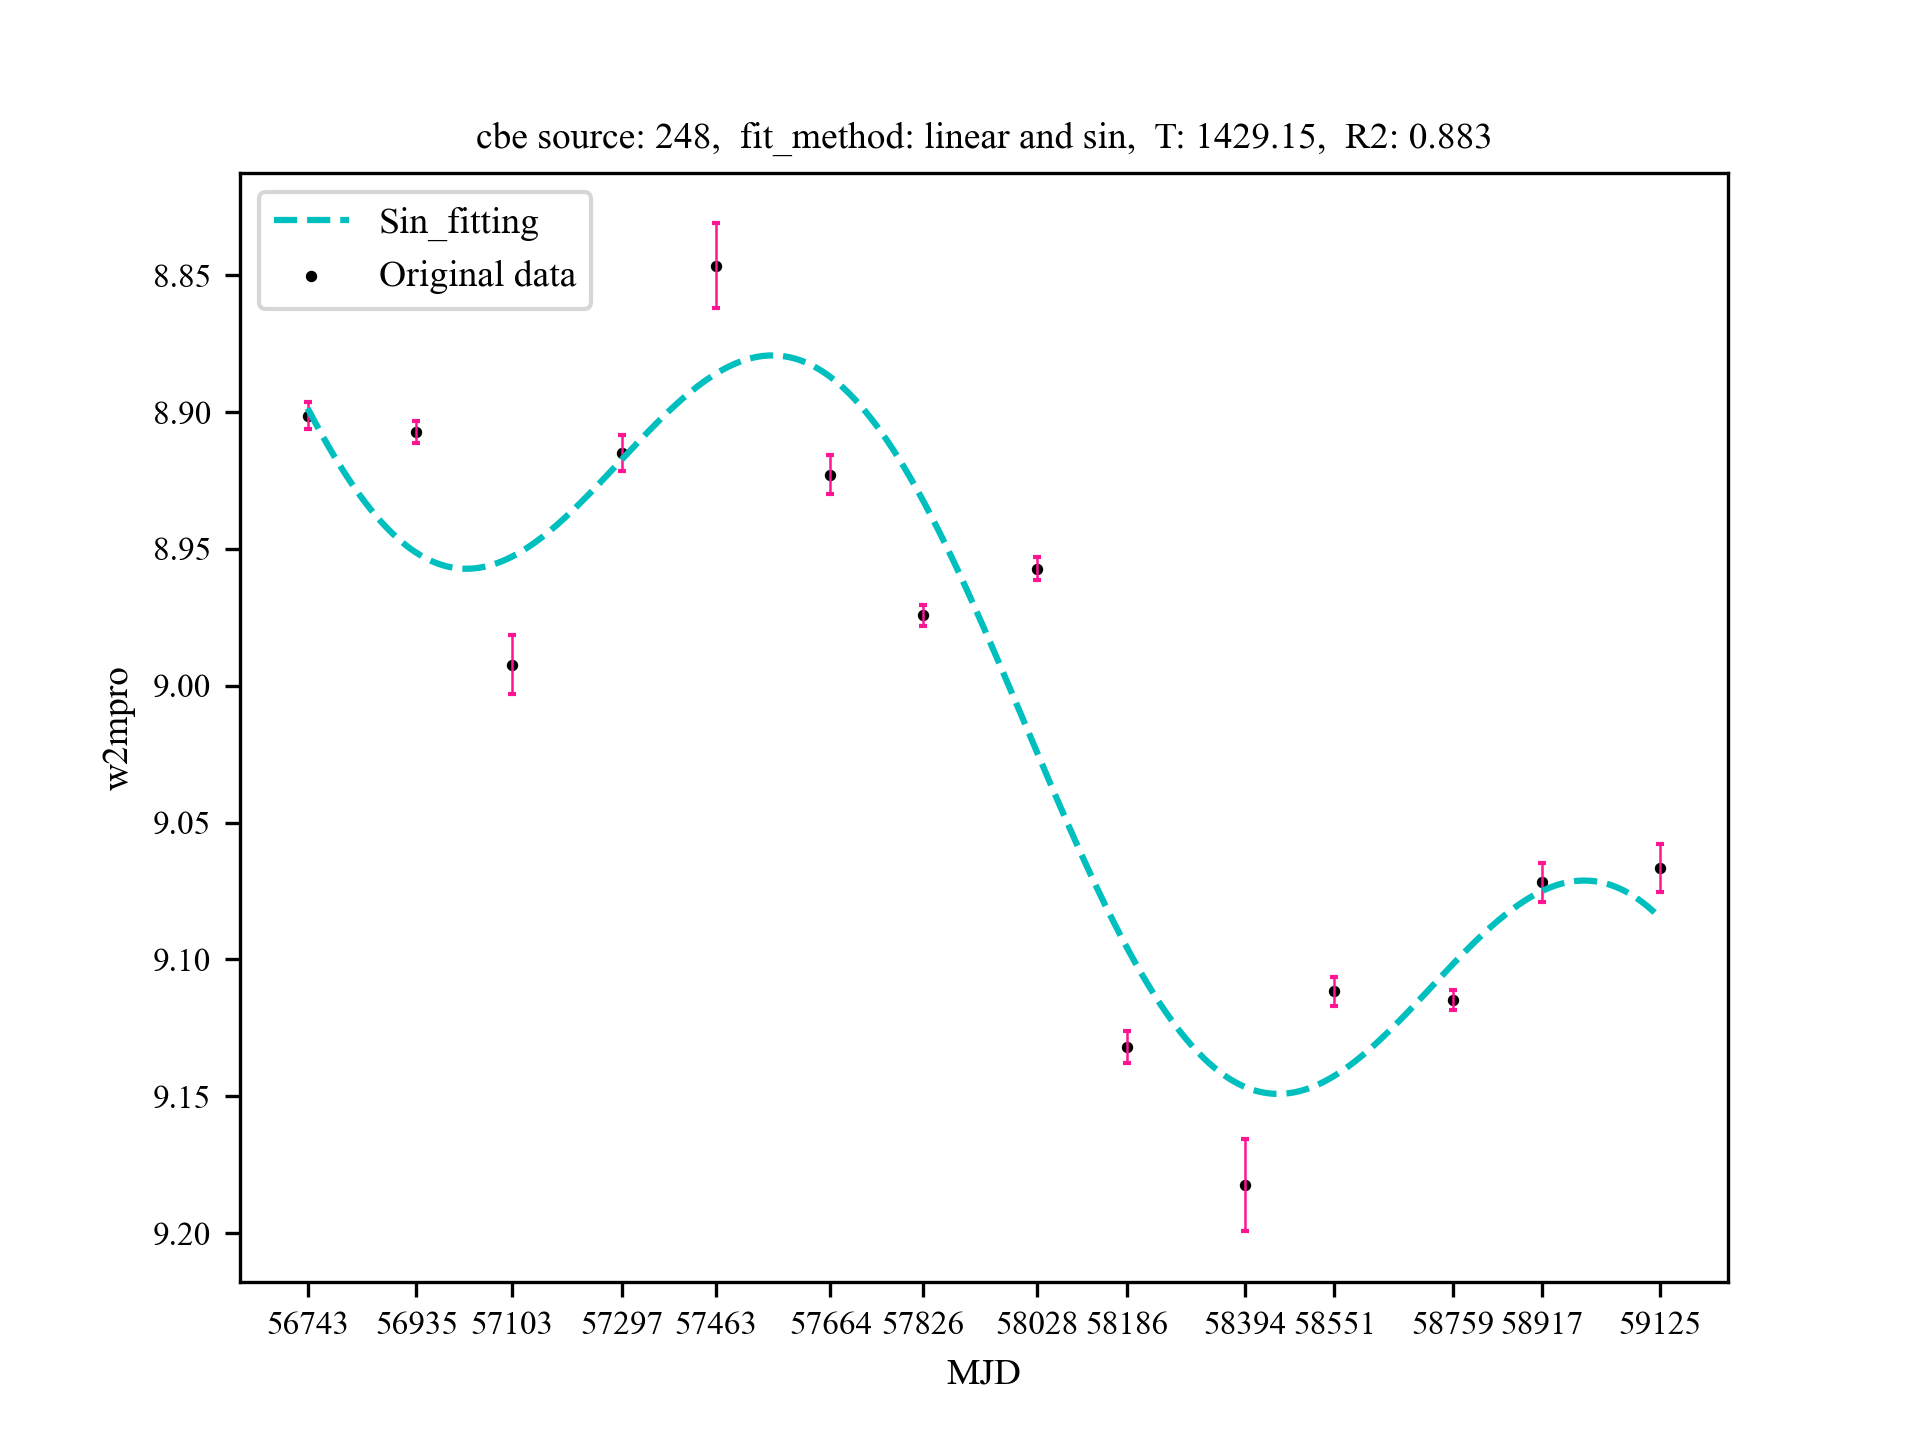 cbe source: 248,  fit_method: linear and sin,  T: 1429.15,  R2: 0.883
Sin_fitting
Original data
8.85
8.90
8.95
9.00
9.05
9.10
9.15
9.20
w2mpro
56743 56935 57103 57297 57463 57664 57826 58028 58186 58394 58551 58759 58917 59125
MJD